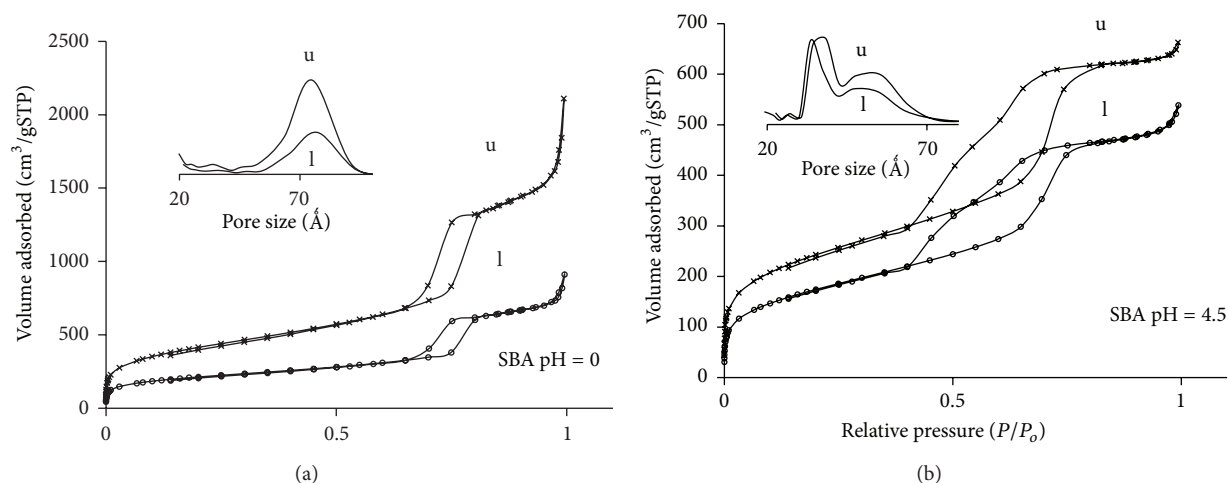 2500
2000
1500
1000
500
0
Volume adsorbed (cm³/gSTP)
u
l
20
70
Pore size (Å)
u
l
SBA pH = 0
0
0.5
1
(a)
700
600
500
400
300
200
100
0
Volume adsorbed (cm³/gSTP)
u
l
20
70
Pore size (Å)
u
l
SBA pH = 4.5
0
0.5
1
Relative pressure (P/Pₒ)
(b)